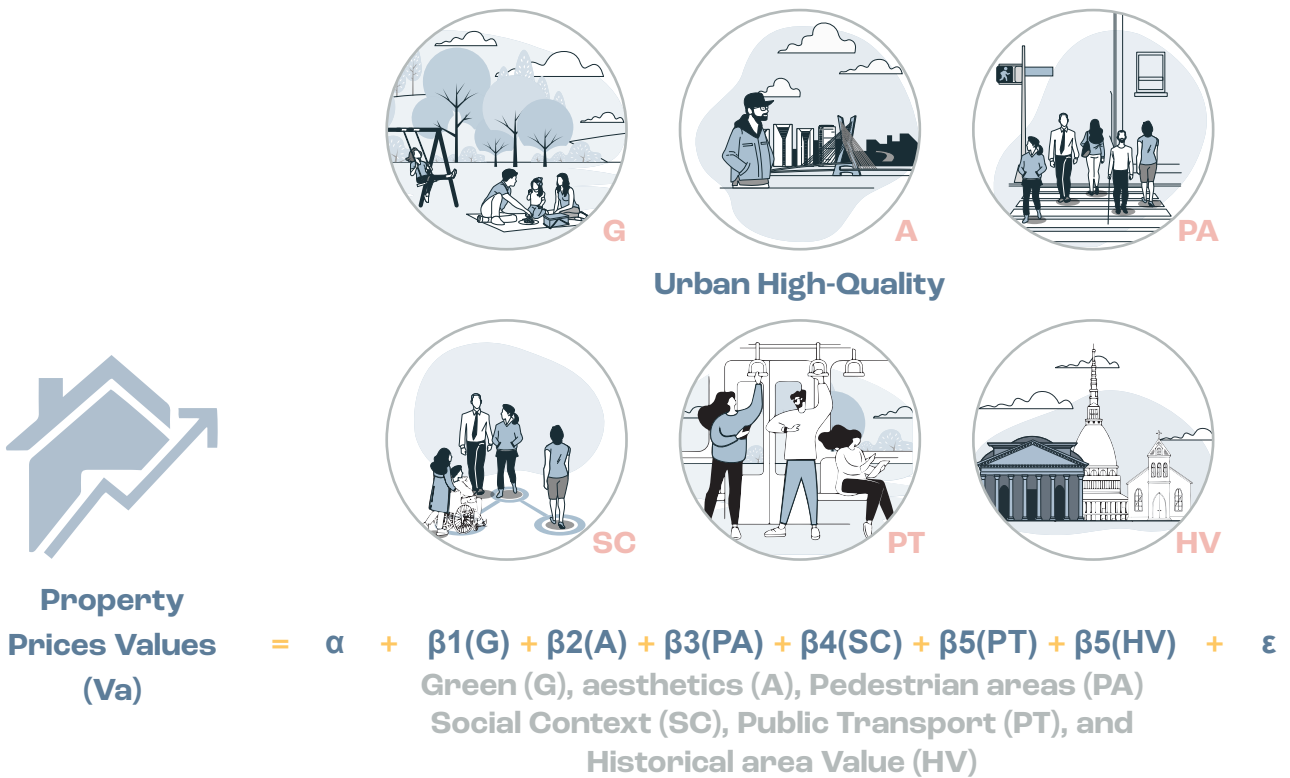 G
A
PA
Urban High-Quality
SC
PT
HV
Property
Prices Values
(Va)
= α + β1(G) + β2(A) + β3(PA) + β4(SC) + β5(PT) + β5(HV) + ε
Green (G), aesthetics (A), Pedestrian areas (PA)
Social Context (SC), Public Transport (PT), and
Historical area Value (HV)